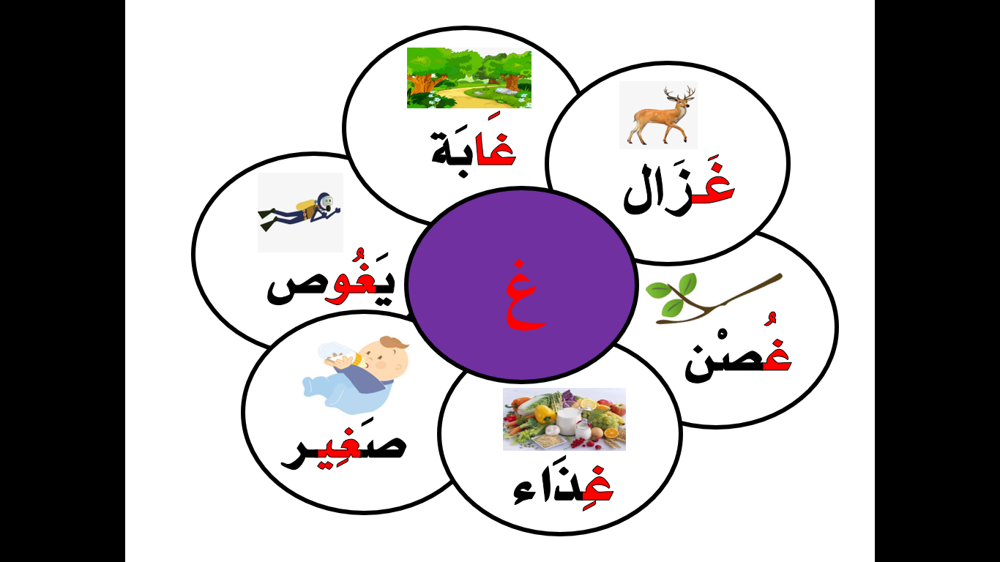 غَابَة
غَزَال
يَغُوص
غ
غُصْن
صَغِير
غِذَاء